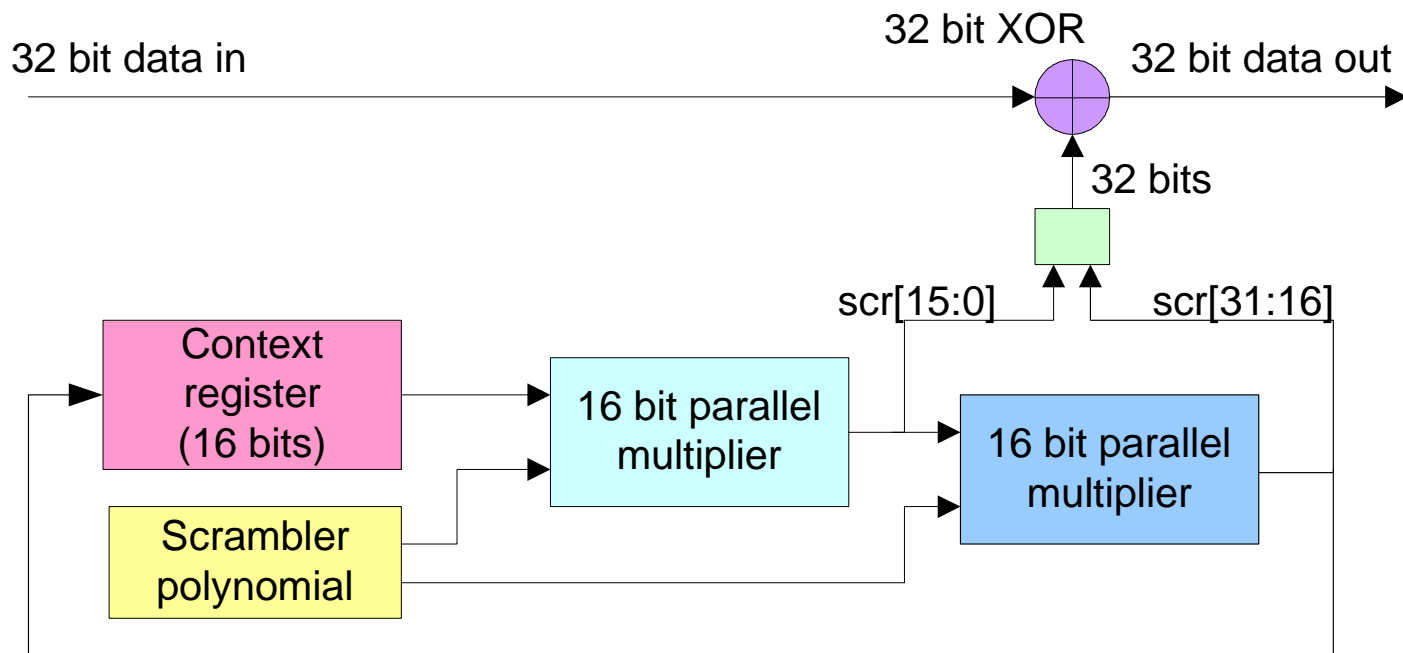 32 bit data in
32 bit XOR
32 bit data out
32 bits
scr[15:0]
scr[31:16]
Context
register
(16 bits)
16 bit parallel
multiplier
16 bit parallel
multiplier
Scrambler
polynomial